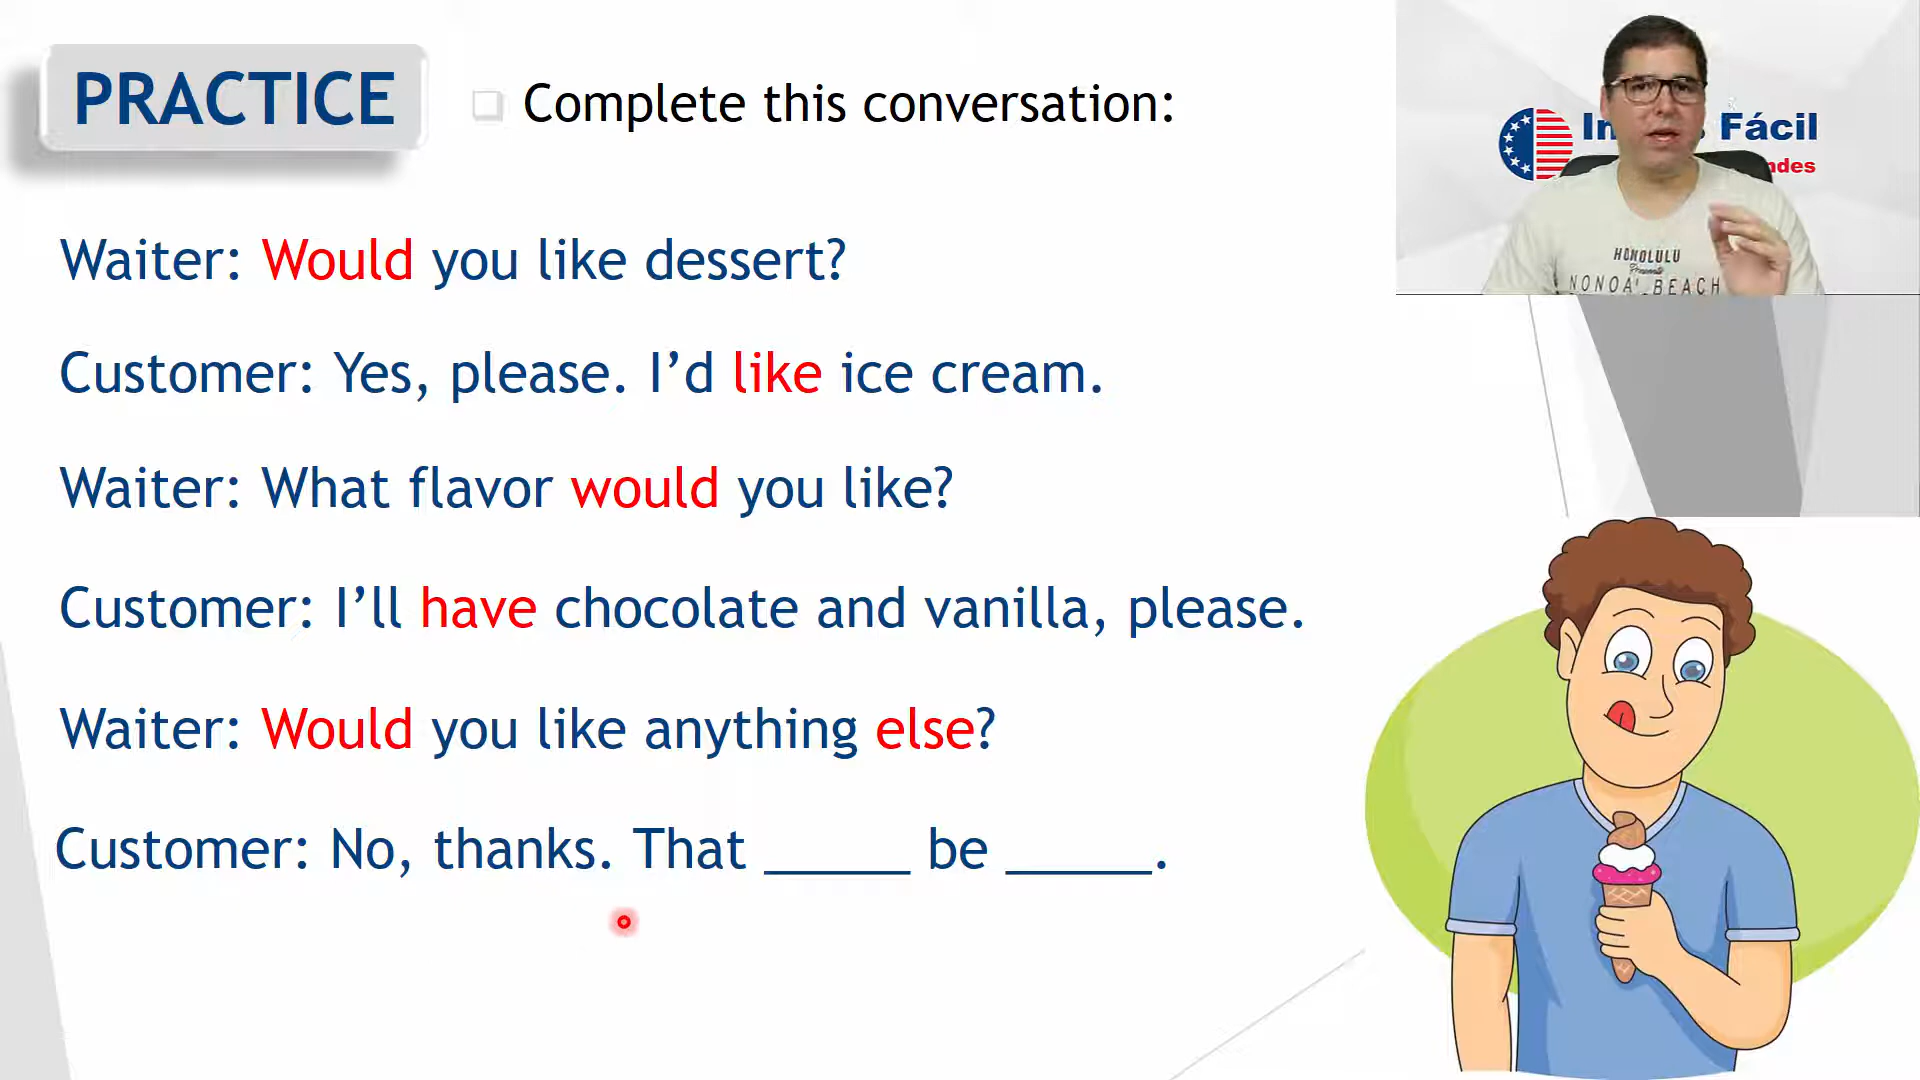 PRACTICE
Complete this conversation:
Fácil
HONOLULU
Waiter: Would you like dessert?
Customer: Yes, please. I’d like ice cream.
Waiter: What flavor would you like?
Customer: I’ll have chocolate and vanilla, please.
Waiter: Would you like anything else?
Customer: No, thanks. That _____ be _____.